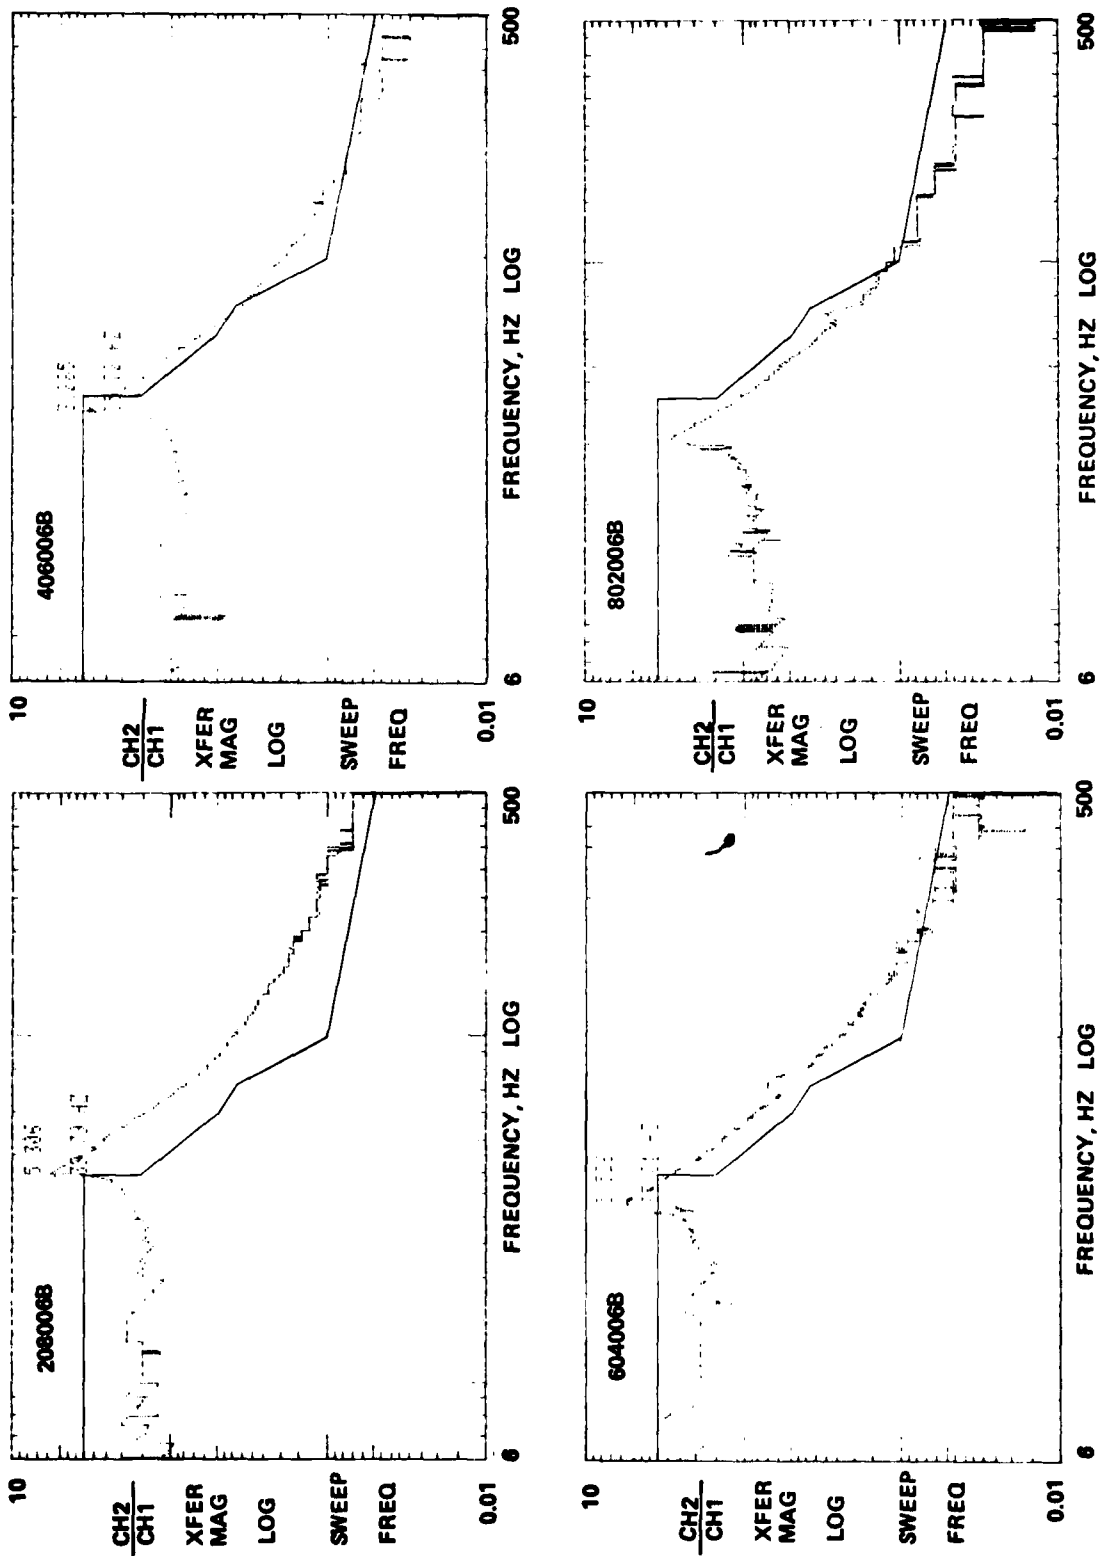 10
CH2
CH1
XFER
MAG
LOG
SWEEP
FREQ
0.01
208006B
6
FREQUENCY, HZ LOG
500
10
CH2
CH1
XFER
MAG
LOG
SWEEP
FREQ
0.01
406006B
6
FREQUENCY, HZ LOG
500
10
CH2
CH1
XFER
MAG
LOG
SWEEP
FREQ
0.01
604006B
6
FREQUENCY, HZ LOG
500
10
CH2
CH1
XFER
MAG
LOG
SWEEP
FREQ
0.01
802006B
6
FREQUENCY, HZ LOG
500